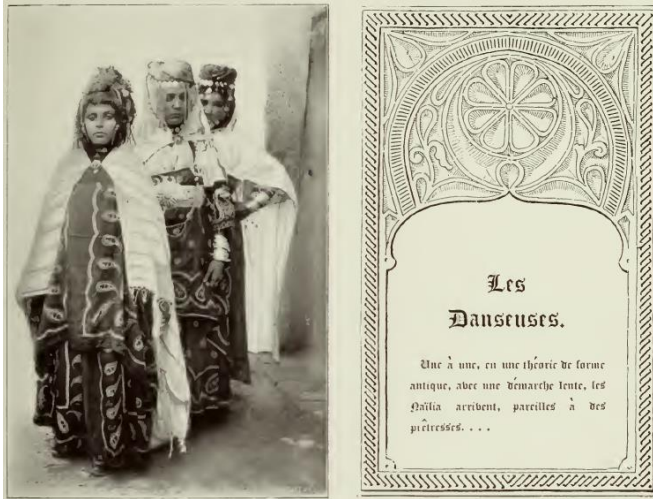 Les
Danseuses.
Une à une, en une théorie de forme
antique, avec une démarche lente, les
Naïlia arrivent, pareilles à des
prêtresses. . . .